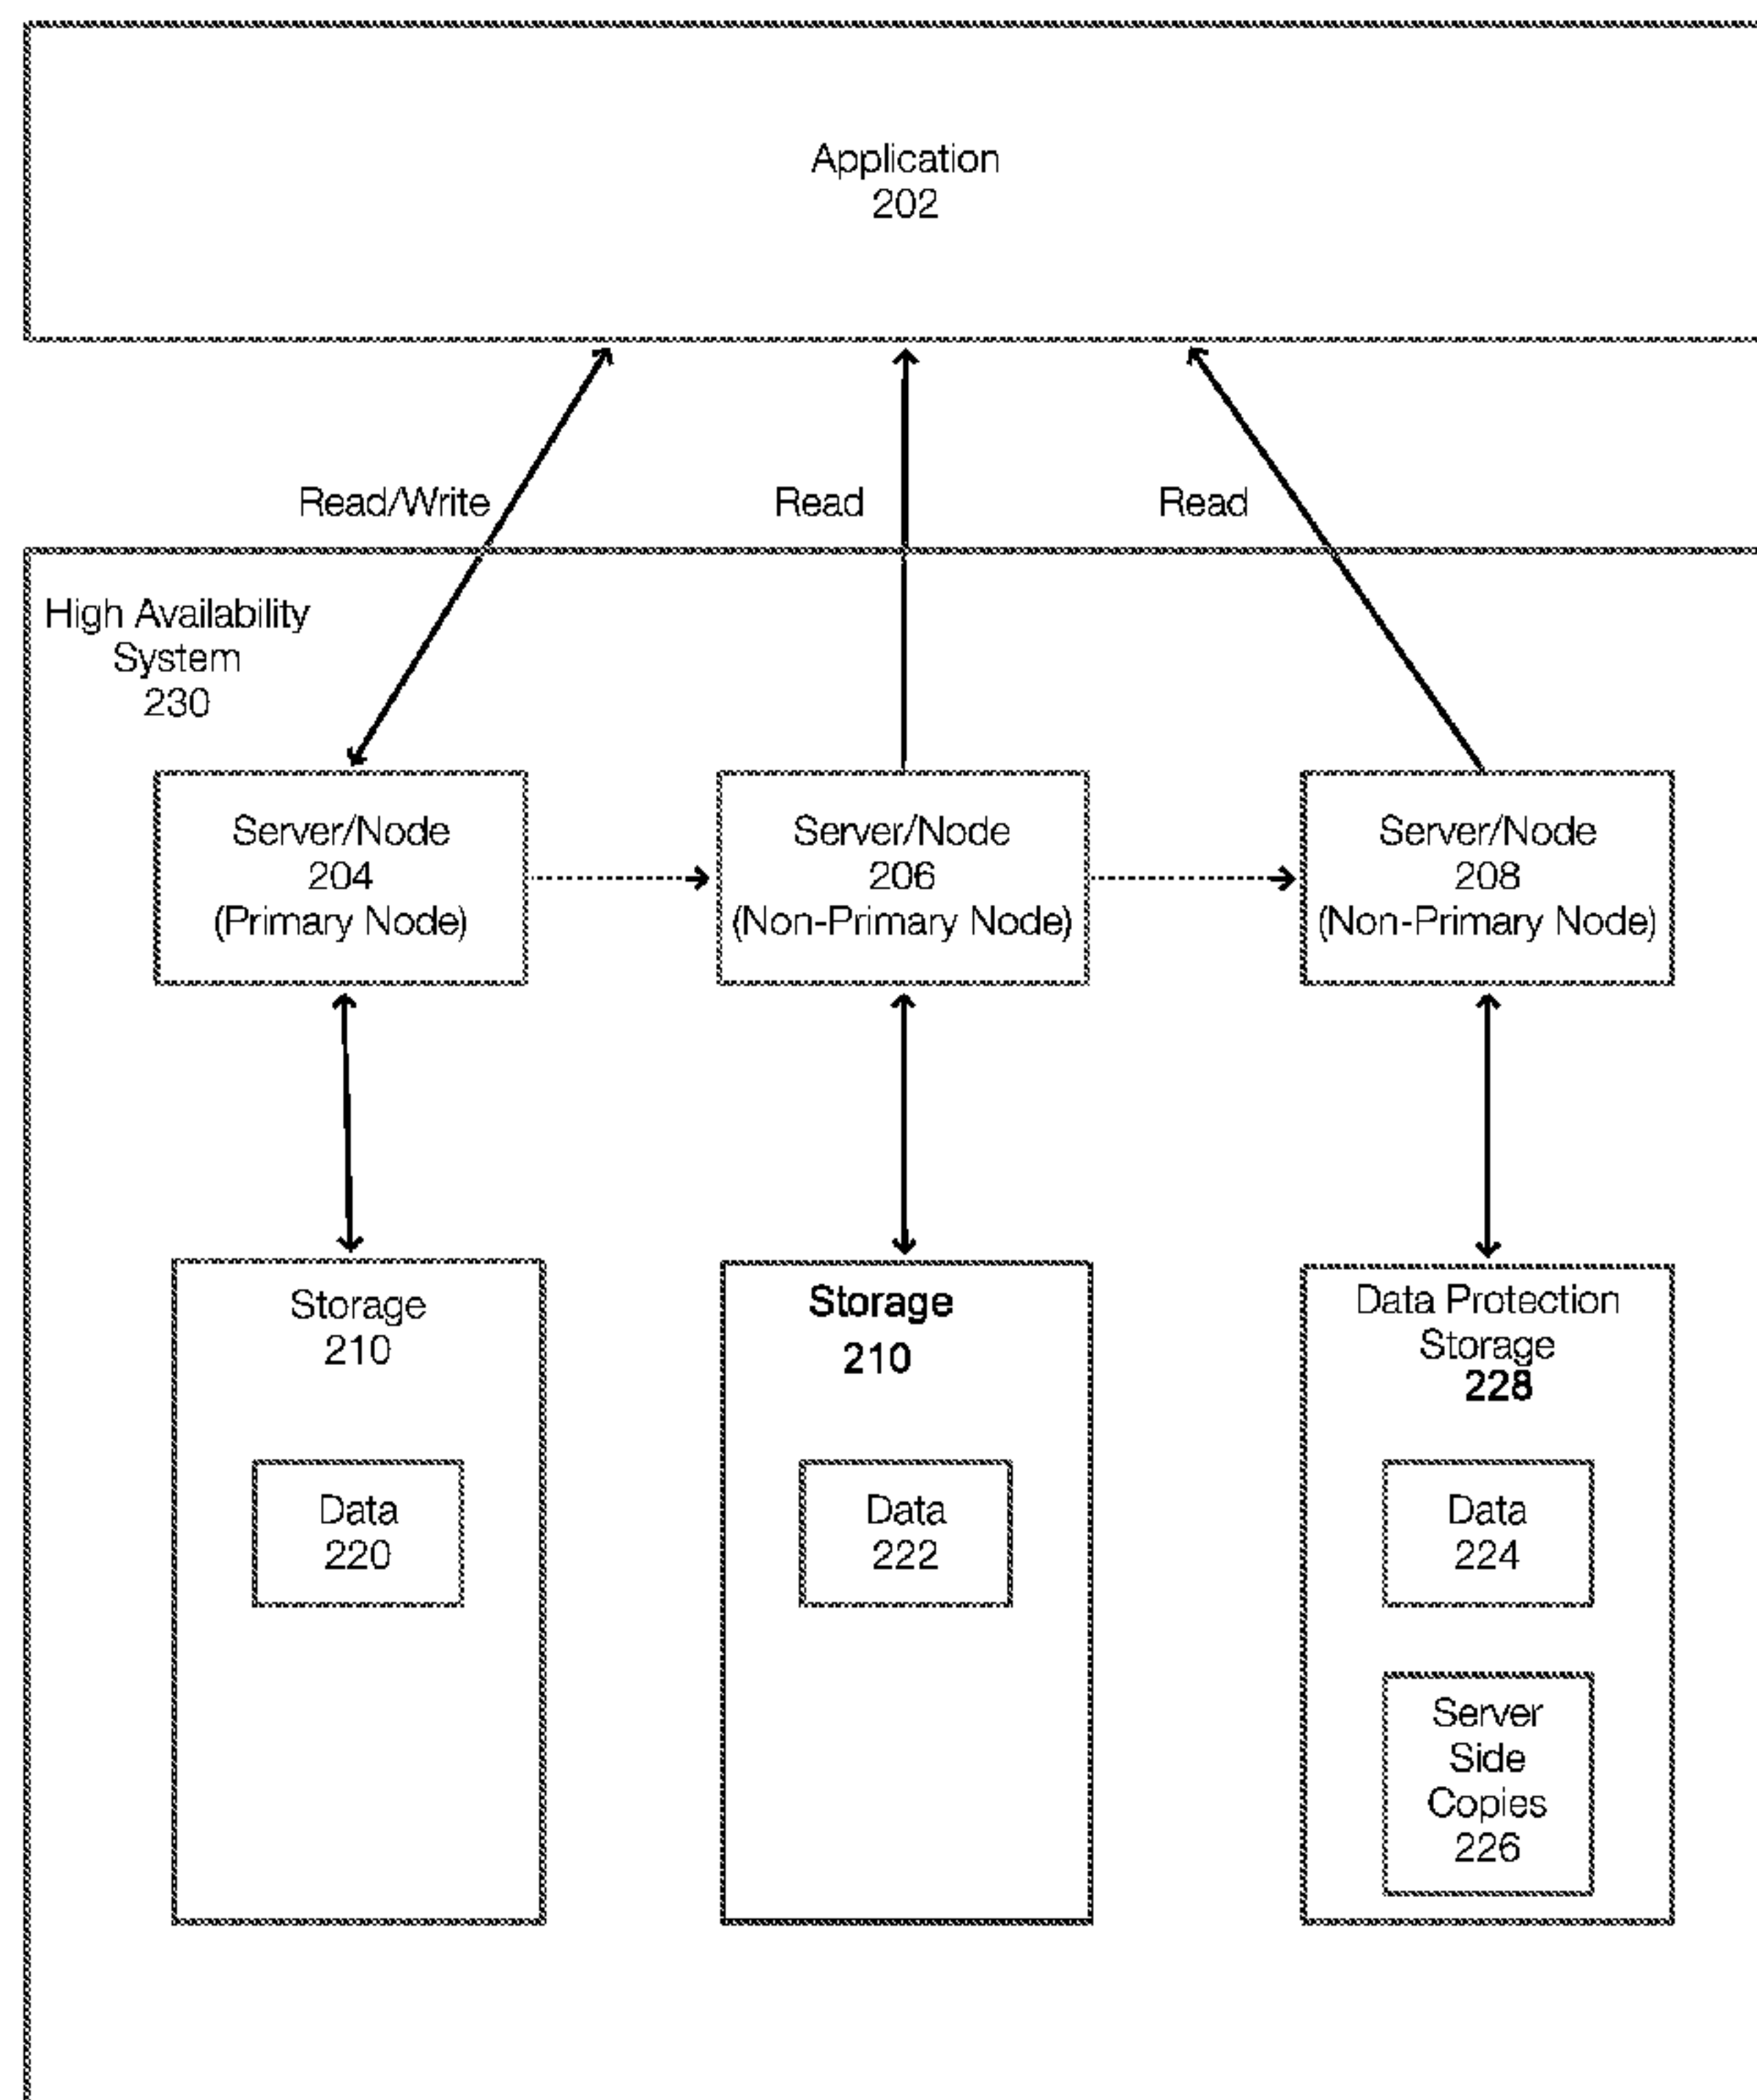 Application
202
Read/Write
Read
Read
High Availability
System
230
Server/Node
204
(Primary Node)
Server/Node
206
(Non-Primary Node)
Server/Node
208
(Non-Primary Node)
Storage
210
Storage
210
Data Protection
Storage
228
Data
220
Data
222
Data
224
Server
Side
Copies
226